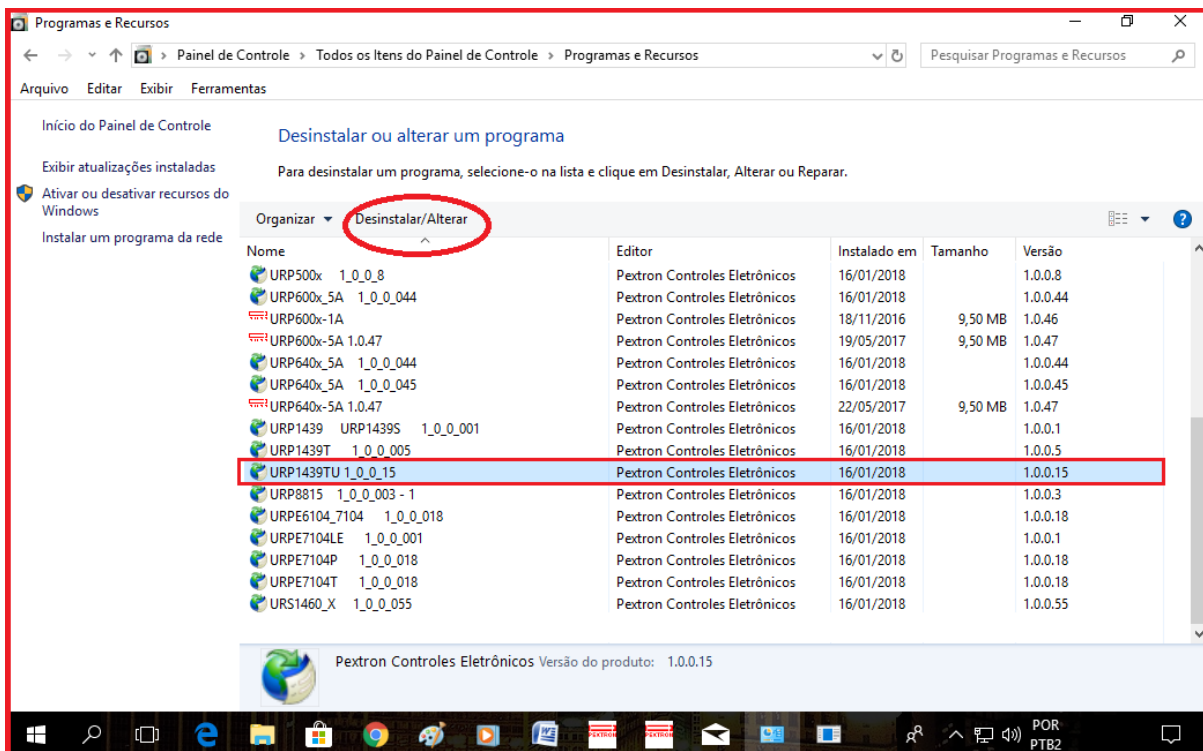 Programas e Recursos
Painel de Controle > Todos os Itens do Painel de Controle > Programas e Recursos
Pesquisar Programas e Recursos
Arquivo Editar Exibir Ferramentas
Início do Painel de Controle
Exibir atualizações instaladas
Ativar ou desativar recursos do
Windows
Instalar um programa da rede
Desinstalar ou alterar um programa
Para desinstalar um programa, selecione-o na lista e clique em Desinstalar, Alterar ou Reparar.
Organizar Desinstalar/Alterar
Nome Editor Instalado em Tamanho Versão
URP500x 1_0_0_8 Pextron Controles Eletrônicos 16/01/2018 1.0.0.8
URP600x_5A 1_0_0_044 Pextron Controles Eletrônicos 16/01/2018 1.0.0.44
URP600x-1A Pextron Controles Eletrônicos 18/11/2016 9,50 MB 1.0.46
URP600x-5A 1.0.47 Pextron Controles Eletrônicos 19/05/2017 9,50 MB 1.0.47
URP640x_5A 1_0_0_044 Pextron Controles Eletrônicos 16/01/2018 1.0.0.44
URP640x_5A 1_0_0_045 Pextron Controles Eletrônicos 16/01/2018 1.0.0.45
URP640x-5A 1.0.47 Pextron Controles Eletrônicos 22/05/2017 9,50 MB 1.0.47
URP1439 URP1439S 1_0_0_001 Pextron Controles Eletrônicos 16/01/2018 1.0.0.1
URP1439T 1_0_0_005 Pextron Controles Eletrônicos 16/01/2018 1.0.0.5
URP1439TU 1_0_0_15 Pextron Controles Eletrônicos 16/01/2018 1.0.0.15
URP8815 1_0_0_003 - 1 Pextron Controles Eletrônicos 16/01/2018 1.0.0.3
URPE6104_7104 1_0_0_018 Pextron Controles Eletrônicos 16/01/2018 1.0.0.18
URPE7104LE 1_0_0_001 Pextron Controles Eletrônicos 16/01/2018 1.0.0.1
URPE7104P 1_0_0_018 Pextron Controles Eletrônicos 16/01/2018 1.0.0.18
URPE7104T 1_0_0_018 Pextron Controles Eletrônicos 16/01/2018 1.0.0.18
URS1460_X 1_0_0_055 Pextron Controles Eletrônicos 16/01/2018 1.0.0.55
Pextron Controles Eletrônicos Versão do produto: 1.0.0.15
PEXTRON PEXTRON
POR
PTB2